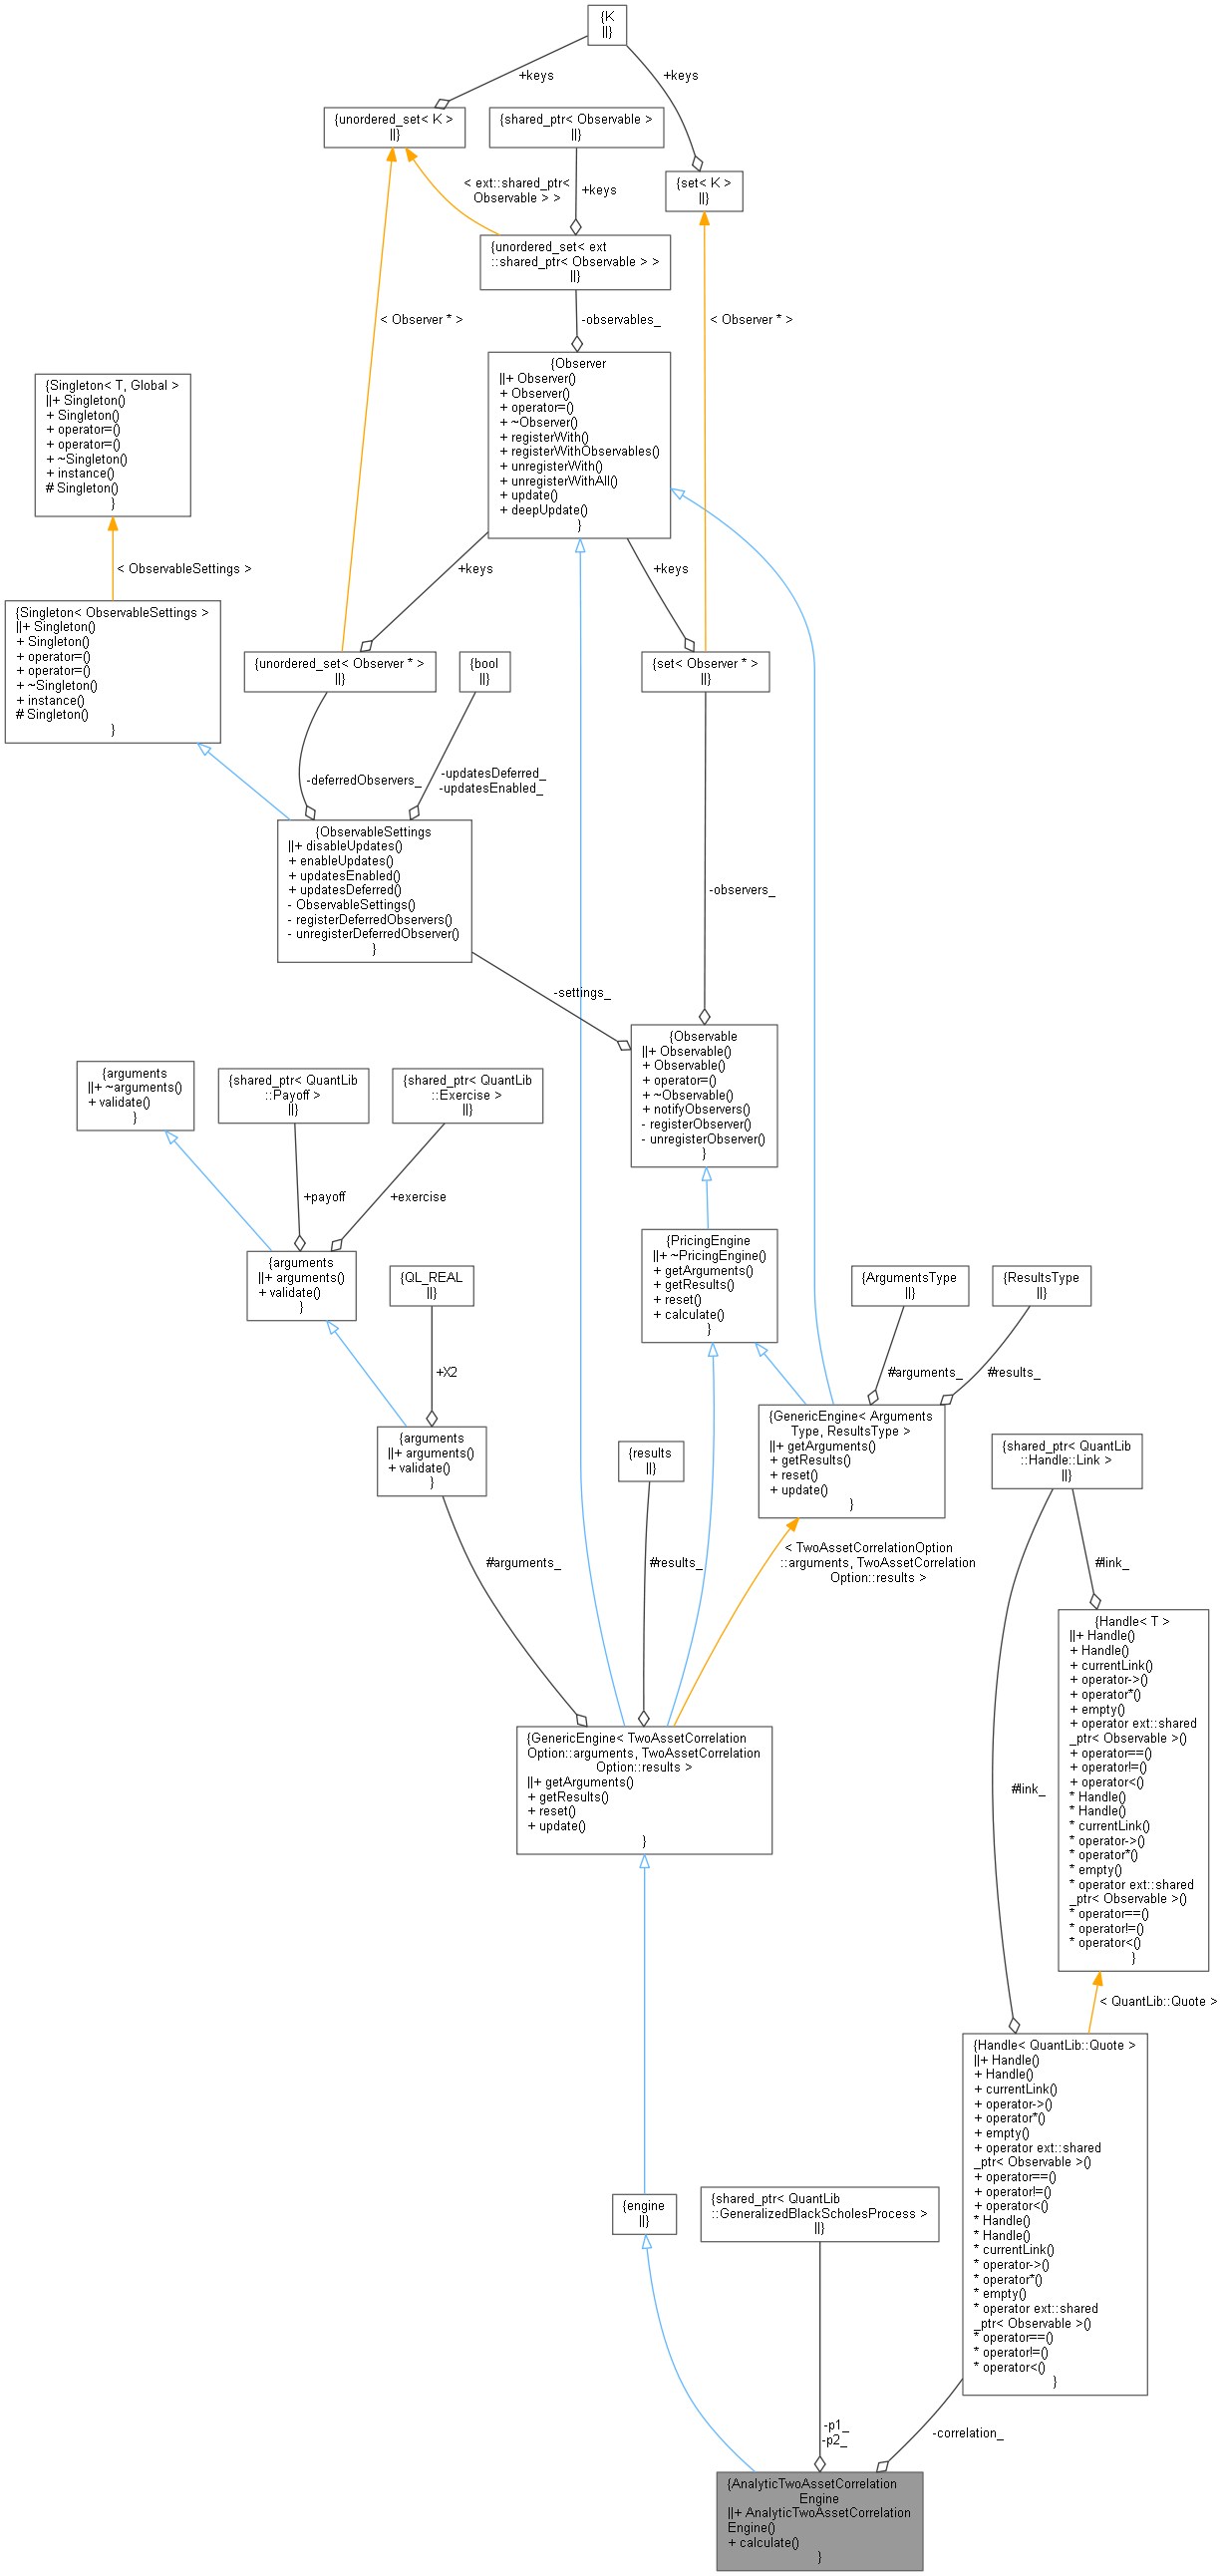 {K
||}
+keys
+keys
{unordered_set< K >
||}
{shared_ptr< Observable >
||}
< ext::shared_ptr<
Observable > >
+keys
{set< K >
||}
{unordered_set< ext
::shared_ptr< Observable > >
||}
< Observer * >
-observables_
< Observer * >
{Observer
||+ Observer()
+ Observer()
+ operator=()
+ ~Observer()
+ registerWith()
+ registerWithObservables()
+ unregisterWith()
+ unregisterWithAll()
+ update()
+ deepUpdate()
}
{Singleton< T, Global >
||+ Singleton()
+ Singleton()
+ operator=()
+ operator=()
+ ~Singleton()
+ instance()
# Singleton()
}
< ObservableSettings >
+keys
+keys
{Singleton< ObservableSettings >
||+ Singleton()
+ Singleton()
+ operator=()
+ operator=()
+ ~Singleton()
+ instance()
# Singleton()
}
{unordered_set< Observer * >
||}
{bool
||}
{set< Observer * >
||}
-deferredObservers_
-updatesDeferred_
-updatesEnabled_
{ObservableSettings
||+ disableUpdates()
+ enableUpdates()
+ updatesEnabled()
+ updatesDeferred()
- ObservableSettings()
- registerDeferredObservers()
- unregisterDeferredObserver()
}
-observers_
-settings_
{Observable
||+ Observable()
+ Observable()
+ operator=()
+ ~Observable()
+ notifyObservers()
- registerObserver()
- unregisterObserver()
}
{arguments
||+ ~arguments()
+ validate()
}
{shared_ptr< QuantLib
::Payoff >
||}
{shared_ptr< QuantLib
::Exercise >
||}
+payoff
+exercise
{arguments
||+ arguments()
+ validate()
}
{QL_REAL
||}
{PricingEngine
||+ ~PricingEngine()
+ getArguments()
+ getResults()
+ reset()
+ calculate()
}
{ArgumentsType
||}
{ResultsType
||}
+X2
#arguments_
#results_
{arguments
||+ arguments()
+ validate()
}
{results
||}
{GenericEngine< Arguments
Type, ResultsType >
||+ getArguments()
+ getResults()
+ reset()
+ update()
}
{shared_ptr< QuantLib
::Handle::Link >
||}
#arguments_
#results_
< TwoAssetCorrelationOption
::arguments, TwoAssetCorrelation
Option::results >
#link_
{Handle< T >
||+ Handle()
+ Handle()
+ currentLink()
+ operator->()
+ operator*()
+ empty()
+ operator ext::shared
_ptr< Observable >()
+ operator==()
+ operator!=()
+ operator<()
* Handle()
* Handle()
* currentLink()
* operator->()
* operator*()
* empty()
* operator ext::shared
_ptr< Observable >()
* operator==()
* operator!=()
* operator<()
}
#link_
{GenericEngine< TwoAssetCorrelation
Option::arguments, TwoAssetCorrelation
Option::results >
||+ getArguments()
+ getResults()
+ reset()
+ update()
}
< QuantLib::Quote >
{Handle< QuantLib::Quote >
||+ Handle()
+ Handle()
+ currentLink()
+ operator->()
+ operator*()
+ empty()
+ operator ext::shared
_ptr< Observable >()
+ operator==()
+ operator!=()
+ operator<()
* Handle()
* Handle()
* currentLink()
* operator->()
* operator*()
* empty()
* operator ext::shared
_ptr< Observable >()
* operator==()
* operator!=()
* operator<()
}
{engine
||}
{shared_ptr< QuantLib
::GeneralizedBlackScholesProcess >
||}
-p1_
-p2_
-correlation_
{AnalyticTwoAssetCorrelation
Engine
||+ AnalyticTwoAssetCorrelation
Engine()
+ calculate()
}